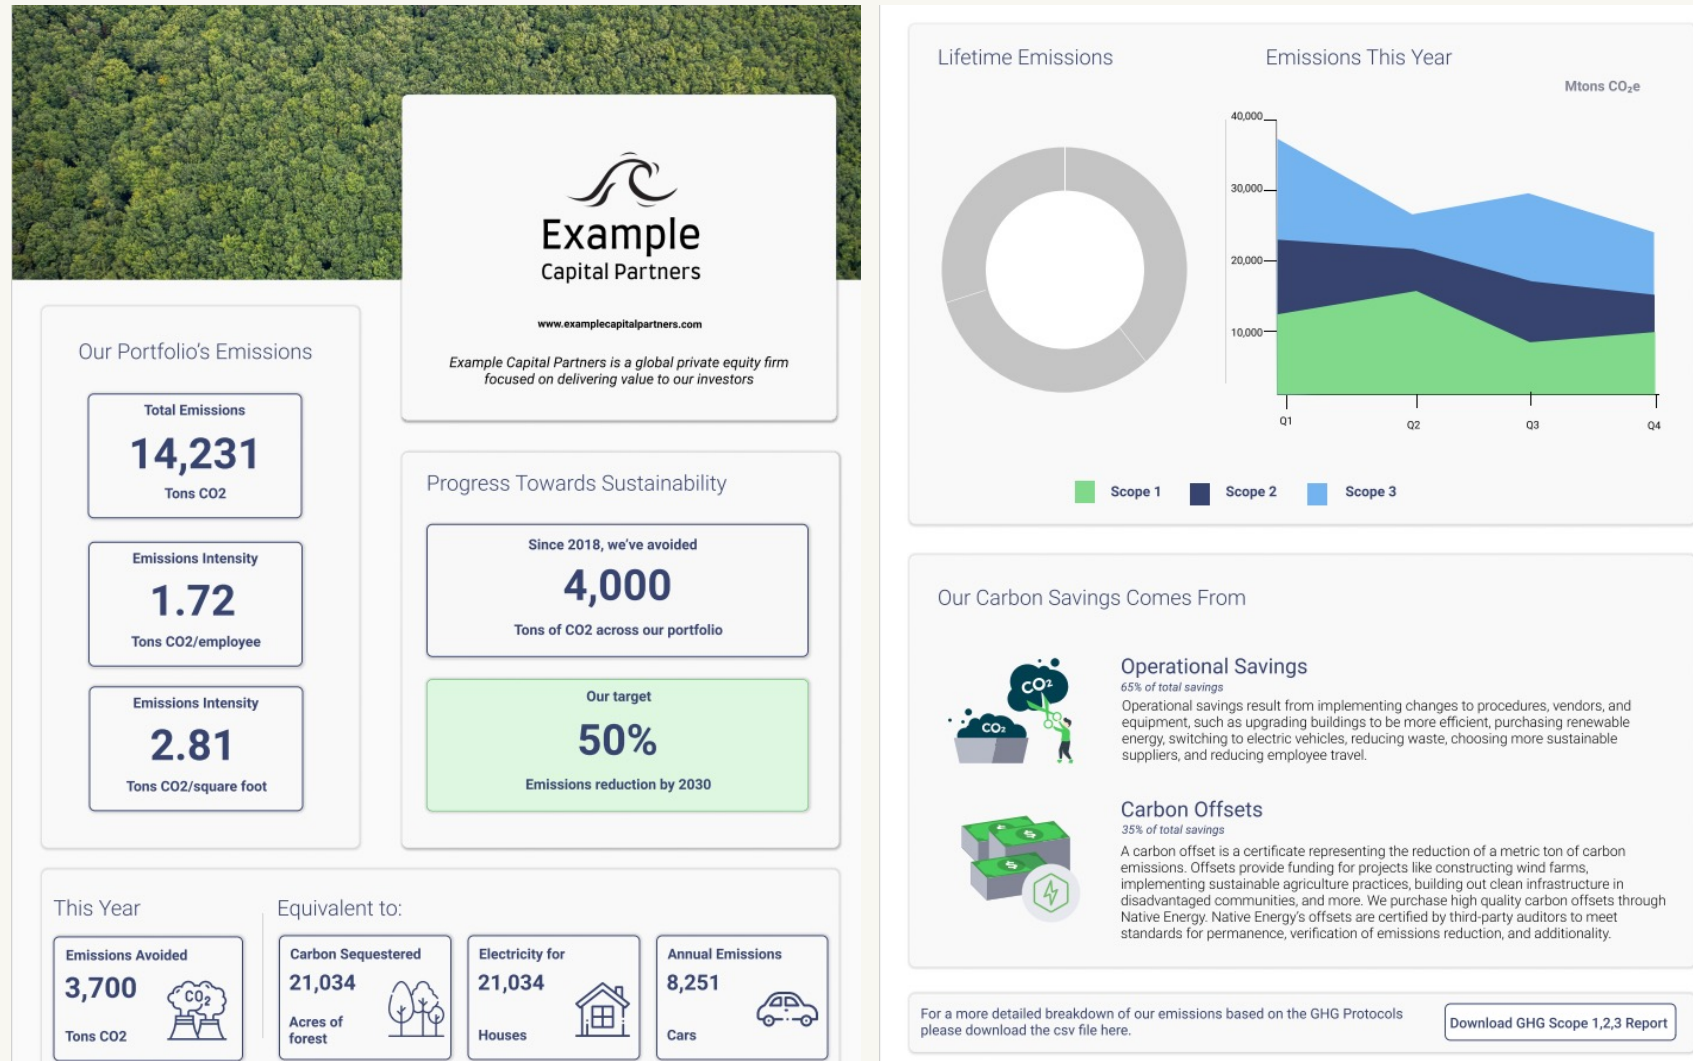 Example
Capital Partners
www.examplecapitalpartners.com
Example Capital Partners is a global private equity firm
focused on delivering value to our investors
Our Portfolio's Emissions
Total Emissions
14,231
Tons CO2
Emissions Intensity
1.72
Tons CO2/employee
Emissions Intensity
2.81
Tons CO2/square foot
Progress Towards Sustainability
Since 2018, we've avoided
4,000
Tons of CO2 across our portfolio
Our target
50%
Emissions reduction by 2030
This Year
Emissions Avoided
3,700
Tons CO2
CO2
Equivalent to:
Carbon Sequestered
21,034
Acres of
forest
Electricity for
21,034
Houses
Annual Emissions
8,251
Cars
Lifetime Emissions
Emissions This Year
Mtons CO₂e
40,000
30,000
20,000
10,000
Q1
Q2
Q3
Q4
Scope 1
Scope 2
Scope 3
Our Carbon Savings Comes From
CO²
CO₂
Operational Savings
65% of total savings
Operational savings result from implementing changes to procedures, vendors, and
equipment, such as upgrading buildings to be more efficient, purchasing renewable
energy, switching to electric vehicles, reducing waste, choosing more sustainable
suppliers, and reducing employee travel.
Carbon Offsets
35% of total savings
A carbon offset is a certificate representing the reduction of a metric ton of carbon
emissions. Offsets provide funding for projects like constructing wind farms,
implementing sustainable agriculture practices, building out clean infrastructure in
disadvantaged communities, and more. We purchase high quality carbon offsets through
Native Energy. Native Energy's offsets are certified by third-party auditors to meet
standards for permanence, verification of emissions reduction, and additionality.
For a more detailed breakdown of our emissions based on the GHG Protocols
please download the csv file here.
Download GHG Scope 1,2,3 Report